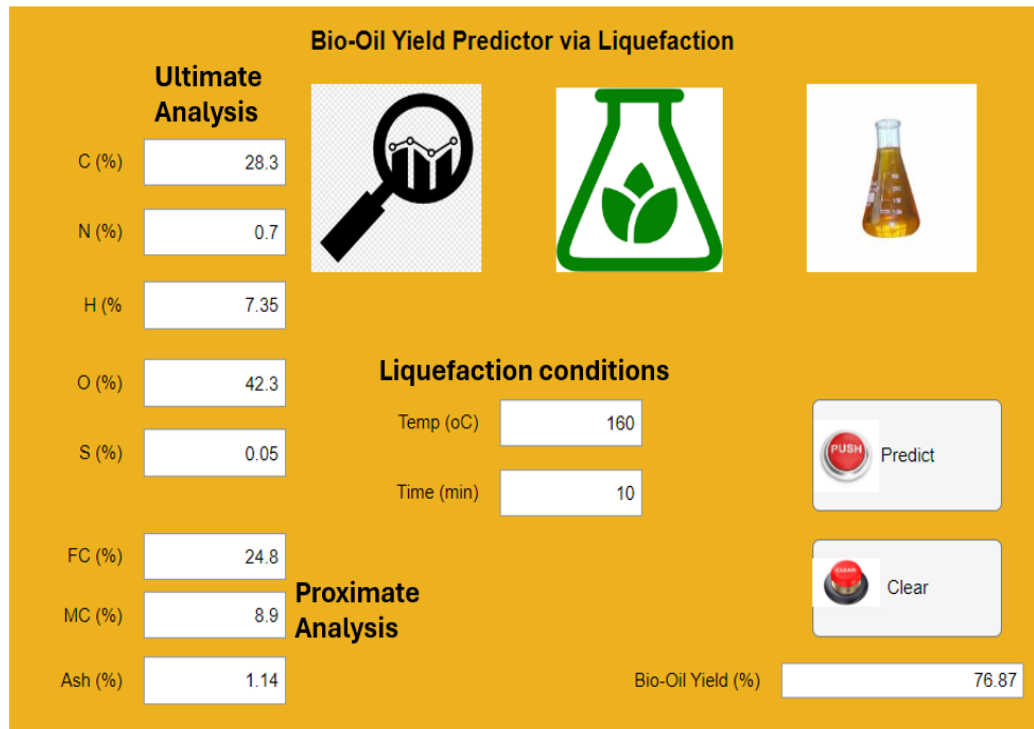 Bio-Oil Yield Predictor via Liquefaction
Ultimate
Analysis
C (%)
28.3
N (%)
0.7
H (%
7.35
O (%)
42.3
S (%)
0.05
Liquefaction conditions
Temp (oC)
160
Time (min)
10
PUSH
Predict
FC (%)
24.8
MC (%)
8.9
Proximate
Analysis
Ash (%)
1.14
CLEAR
Clear
Bio-Oil Yield (%)
76.87